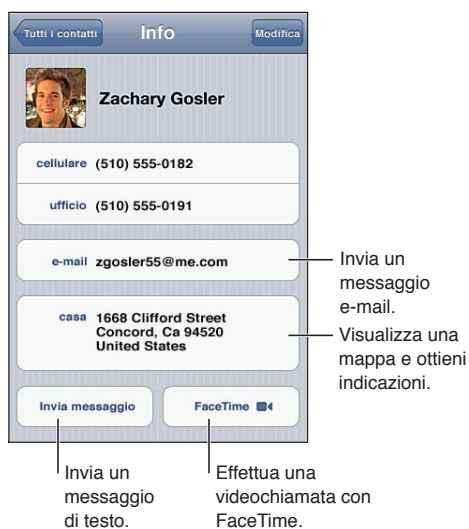 Tutti i contatti Info Modifica
Zachary Gosler
cellulare (510) 555-0182
ufficio (510) 555-0191
e-mail zgosler55@me.com
casa 1668 Clifford Street
Concord, Ca 94520
United States
Invia messaggio FaceTime
Invia un
messaggio
e-mail.
Visualizza una
mappa e ottieni
indicazioni.
Invia un
messaggio
di testo.
Effettua una
videochiamata con
FaceTime.